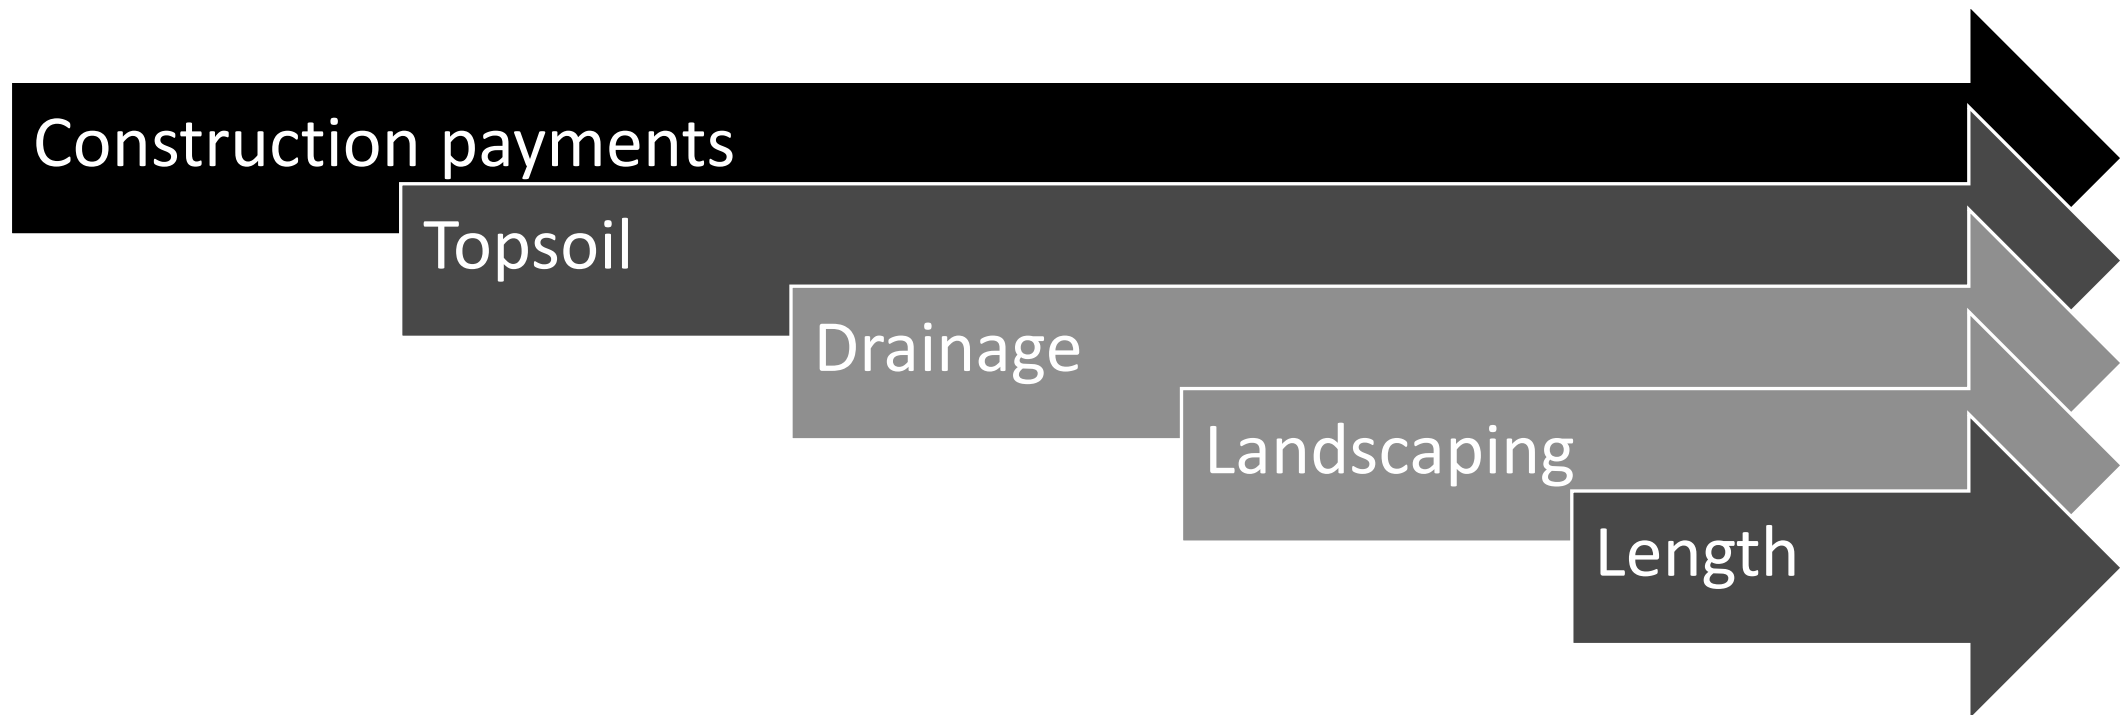 Construction payments
Topsoil
Drainage
Landscaping
Length